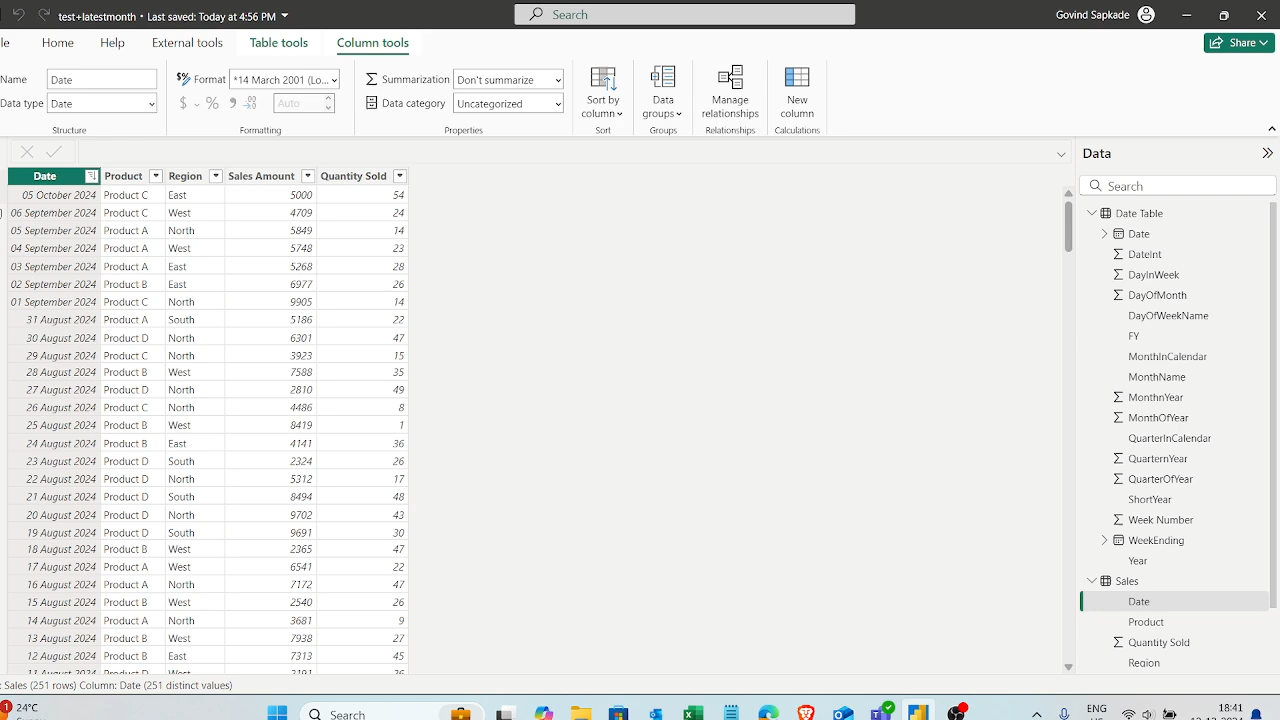 test+lastmonth • Last saved: Today at 4:56 PM
Search
Govind Sapkade
le Home Help External tools Table tools Column tools
Share
Name Date
Data type Date
Structure
Format *14 March 2001 (Lo...
$ % Auto
Formatting
Summarization Don't summarize
Data category Uncategorized
Properties
Sort by
column
Sort
Data
groups
Groups
Manage
relationships
Relationships
New
column
Calculations
Date Product Region Sales Amount Quantity Sold
05 October 2024 Product C East 5000 54
06 September 2024 Product C West 4709 24
05 September 2024 Product A North 5849 14
04 September 2024 Product A West 5748 23
03 September 2024 Product A East 5268 28
02 September 2024 Product B East 6977 26
01 September 2024 Product C North 9905 14
31 August 2024 Product A South 5186 22
30 August 2024 Product D North 6301 47
29 August 2024 Product C North 3923 15
28 August 2024 Product B West 7588 35
27 August 2024 Product D North 2810 49
26 August 2024 Product C North 4486 8
25 August 2024 Product B West 8419 1
24 August 2024 Product B East 4141 36
23 August 2024 Product D South 2324 26
22 August 2024 Product D North 5312 17
21 August 2024 Product D South 8494 48
20 August 2024 Product D North 9702 43
19 August 2024 Product D South 9691 30
18 August 2024 Product B West 2365 47
17 August 2024 Product A West 6541 22
16 August 2024 Product A North 7172 47
15 August 2024 Product B West 2540 26
14 August 2024 Product A North 3681 9
13 August 2024 Product B West 7938 27
12 August 2024 Product B East 7313 45
11 August 2024 Product D West
Data
Search
Date Table
Date
DateInt
DayInWeek
DayOfMonth
DayOfWeekName
FY
MonthInCalendar
MonthName
MonthnYear
MonthOfYear
QuarterInCalendar
QuarternYear
QuarterOfYear
ShortYear
Week Number
WeekEnding
Year
Sales
Date
Product
Quantity Sold
Region
: Sales (251 rows) Column: Date (251 distinct values)
1 24°C
Search
ENG
18:41